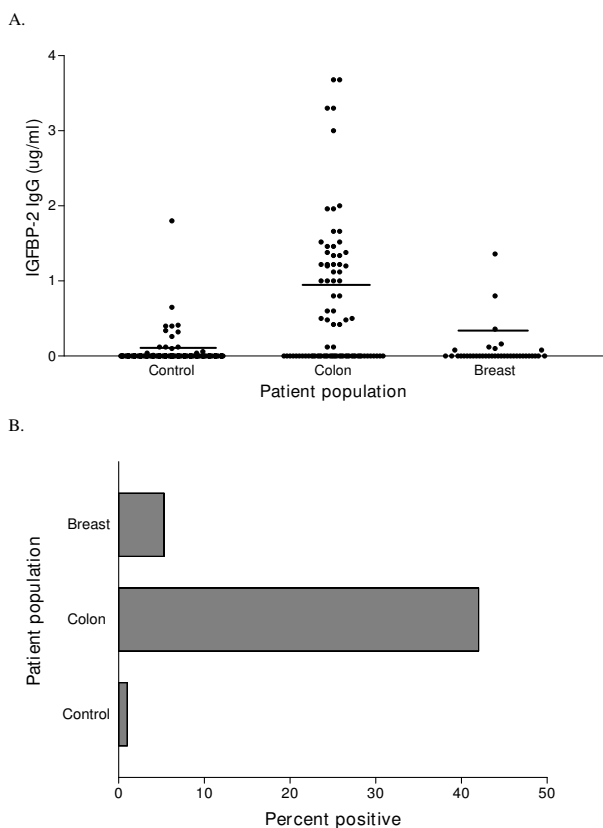 A.
4
3
2
1
0
IGFBP-2 IgG (ug/ml)
Control Colon Breast
Patient population
B.
Patient population
Breast
Colon
Control
0 10 20 30 40 50
Percent positive